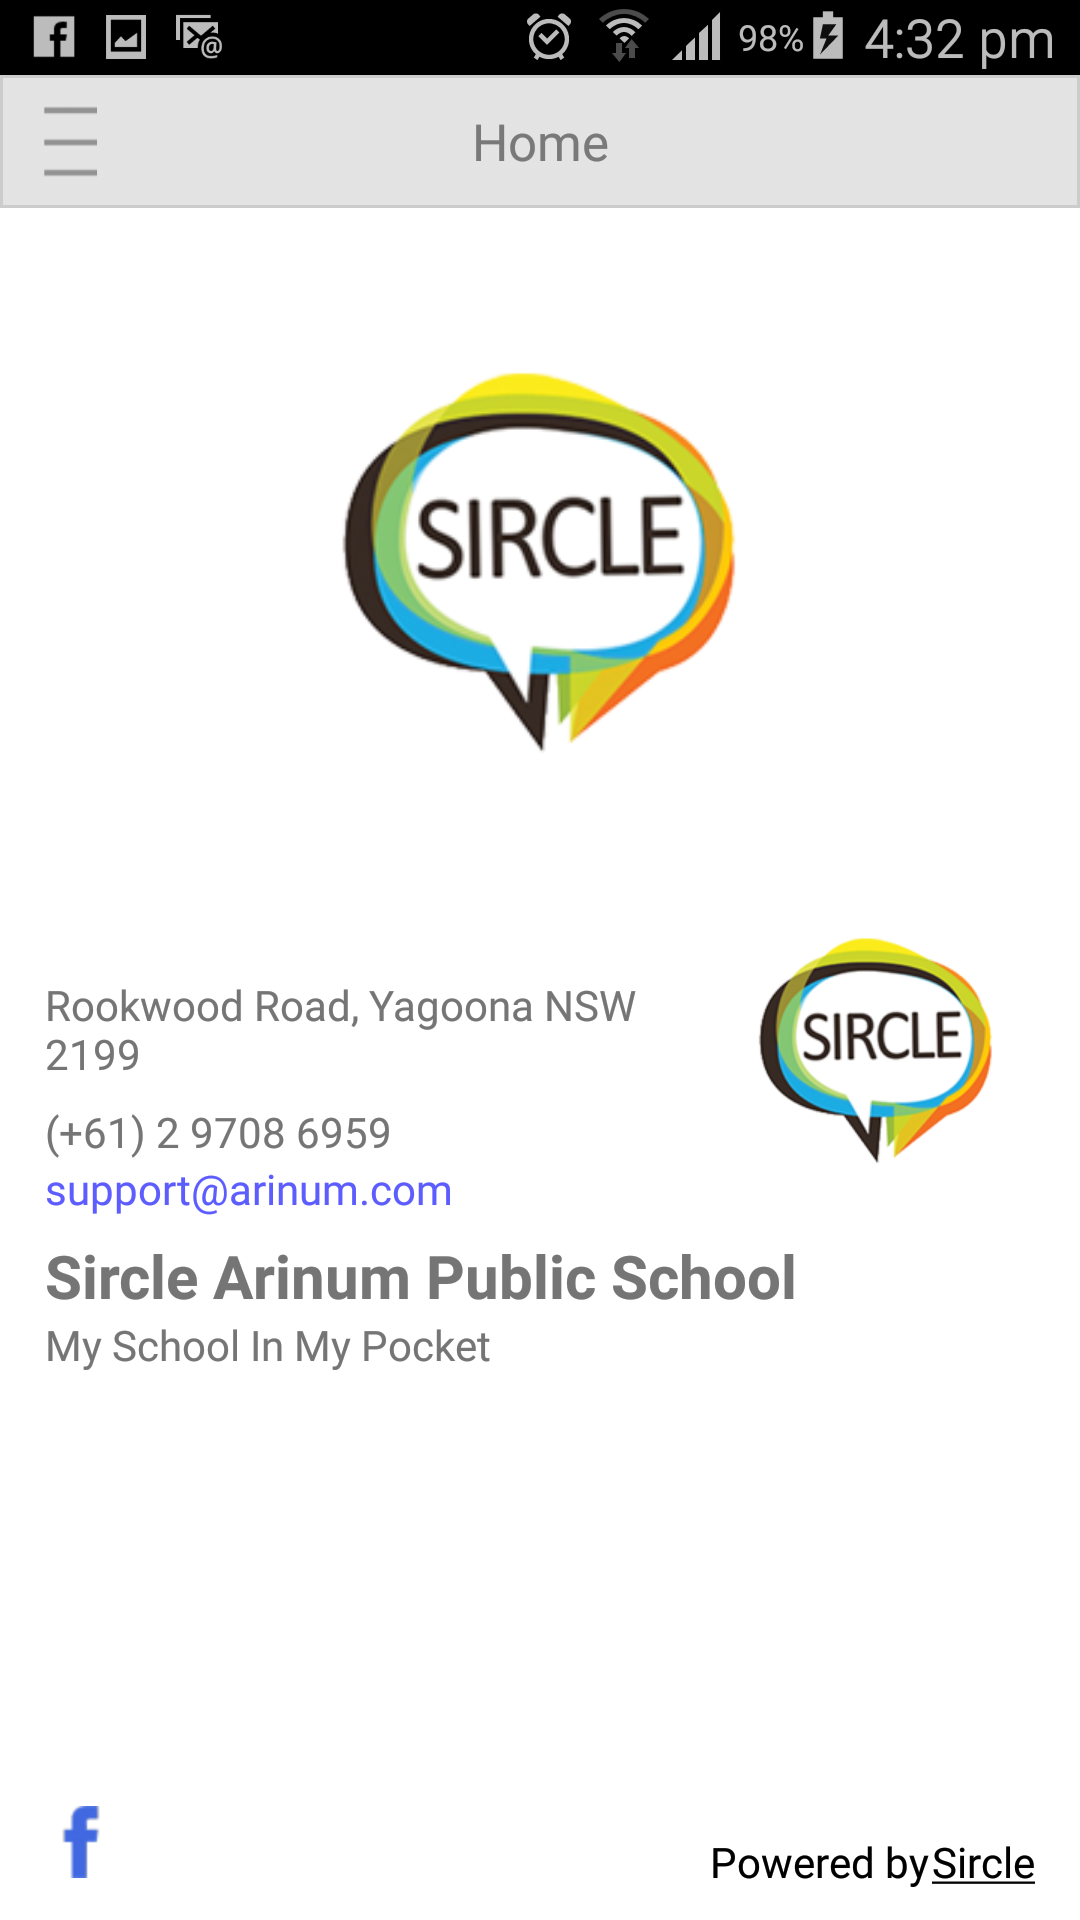 98% 4:32 pm
Home
SIRCLE
Rookwood Road, Yagoona NSW
2199
SIRCLE
(+61) 2 9708 6959
support@arinum.com
Sircle Arinum Public School
My School In My Pocket
f
Powered by Sircle